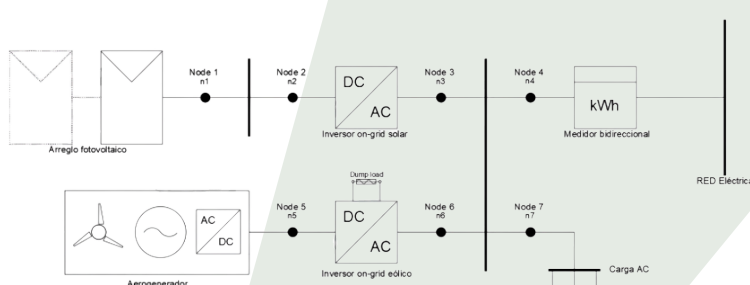 Node 1
n1
Node 2
n2
DC
AC
Node 3
n3
Node 4
n4
kWh
Arreglo fotovoltaico
Inversor on-grid solar
Medidor bidireccional
RED Eléctrica
Dump load
Node 5
n5
AC
DC
DC
AC
Node 6
n6
Node 7
n7
Inversor on-grid eólico
Carga AC
Aerogenerador